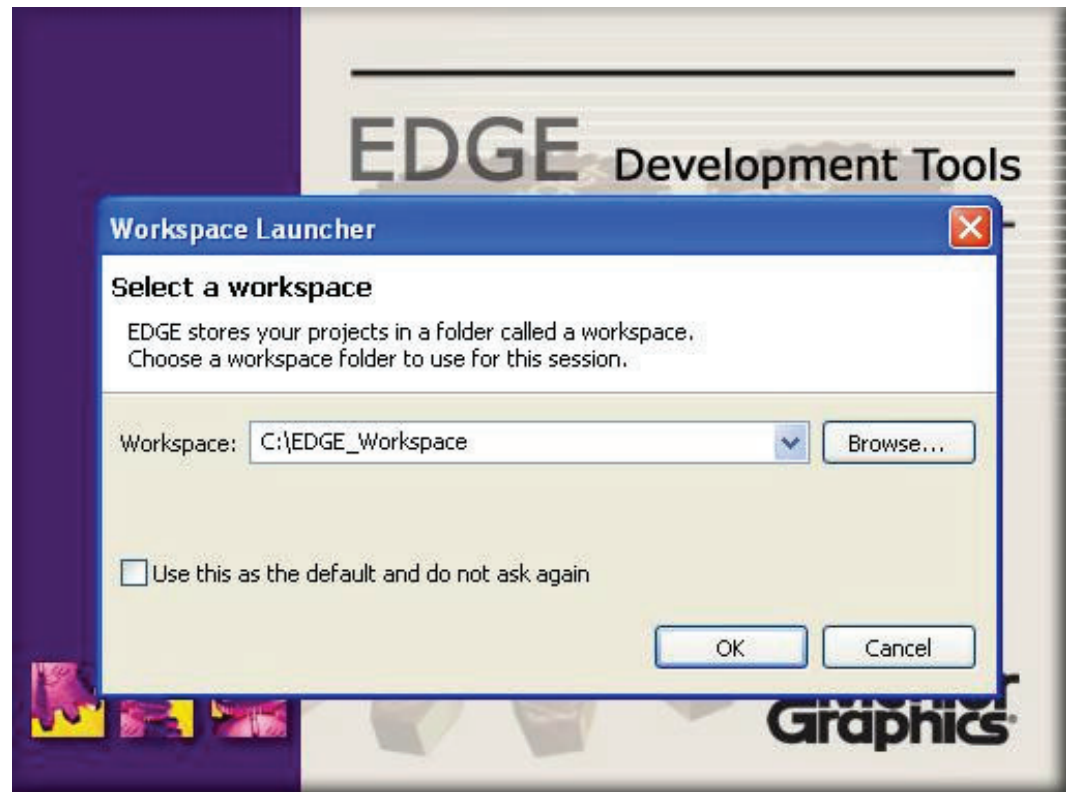 EDGE Development Tools
Workspace Launcher
Select a workspace
EDGE stores your projects in a folder called a workspace.
Choose a workspace folder to use for this session.
Workspace: C:\EDGE_Workspace Browse...
Use this as the default and do not ask again
OK Cancel
Graphics